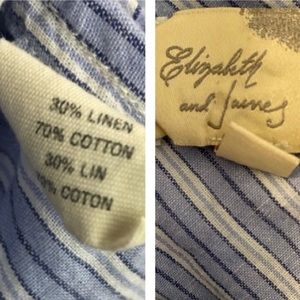 30% LINEN
70% COTTON
30% LIN
COTON
Elizabeth
and James